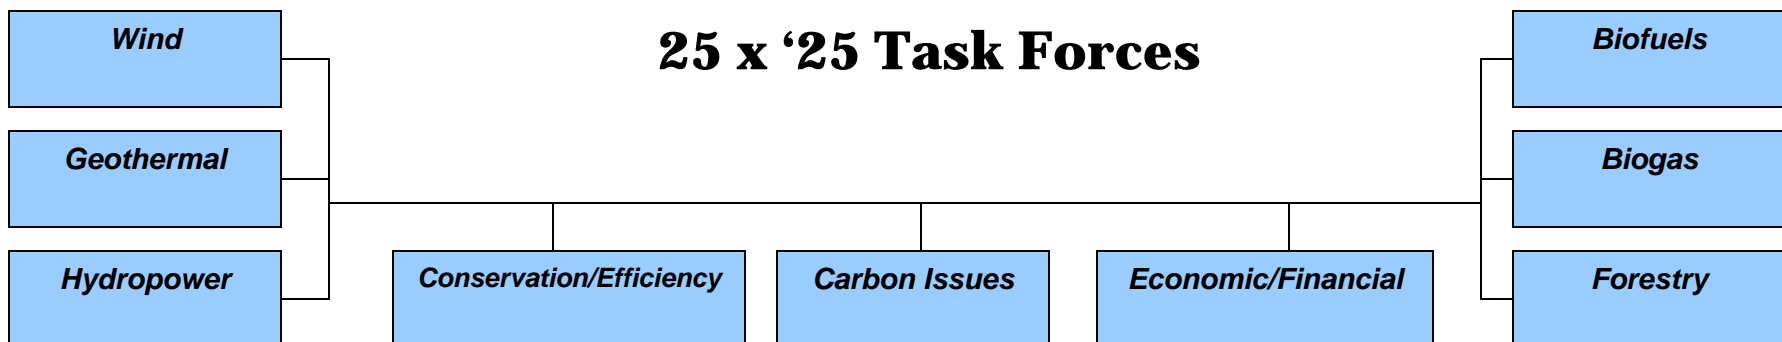 25 x ‘25 Task Forces
Wind
Geothermal
Hydropower
Conservation/Efficiency
Carbon Issues
Economic/Financial
Biofuels
Biogas
Forestry